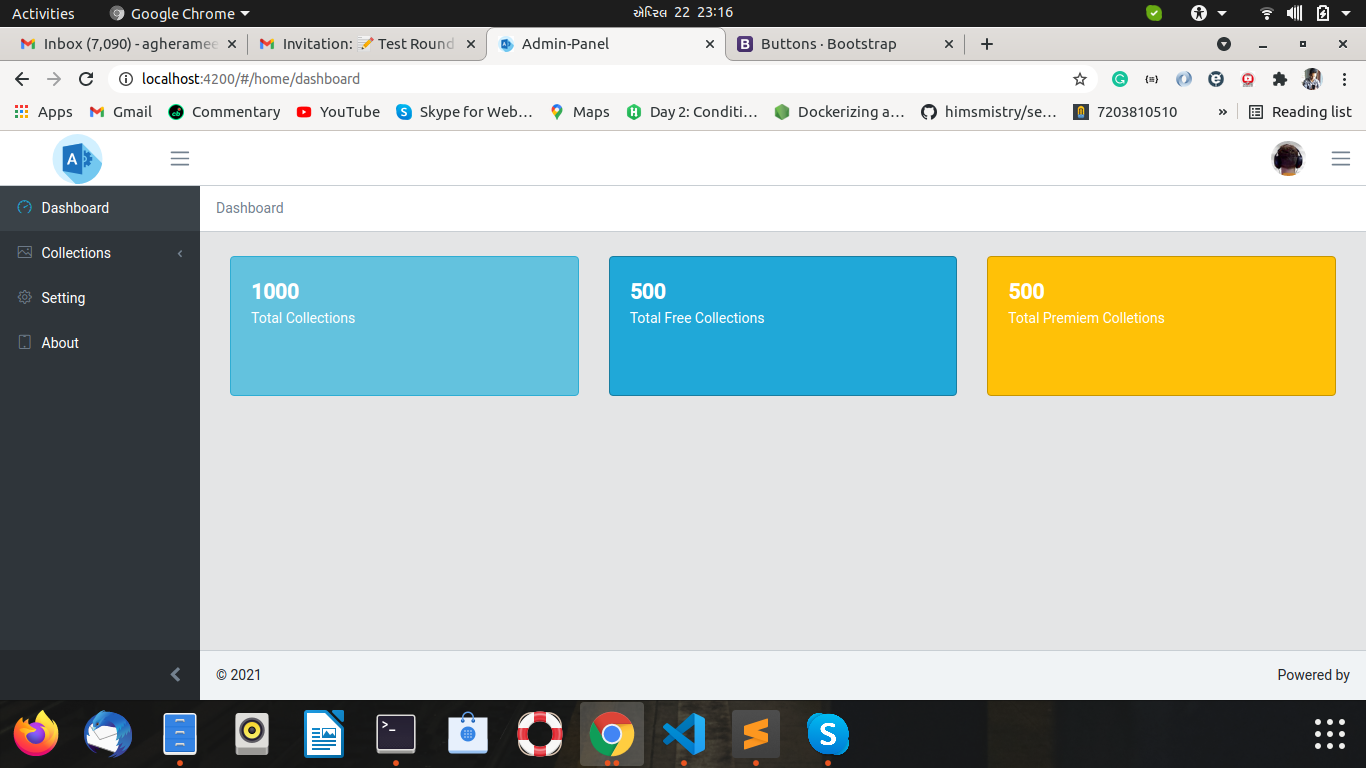 Activities
Google Chrome
એપ્રિલ 22 23:16
Inbox (7,090) - agheramee
Invitation: 📝 Test Round
Admin-Panel
Buttons · Bootstrap
localhost:4200/#/home/dashboard
Apps
Gmail
Commentary
YouTube
Skype for Web…
Maps
Day 2: Conditi…
Dockerizing a…
himsmistry/se…
7203810510
»
Reading list
A
Dashboard
Collections
Setting
About
Dashboard
1000
Total Collections
500
Total Free Collections
500
Total Premiem Colletions
© 2021
Powered by